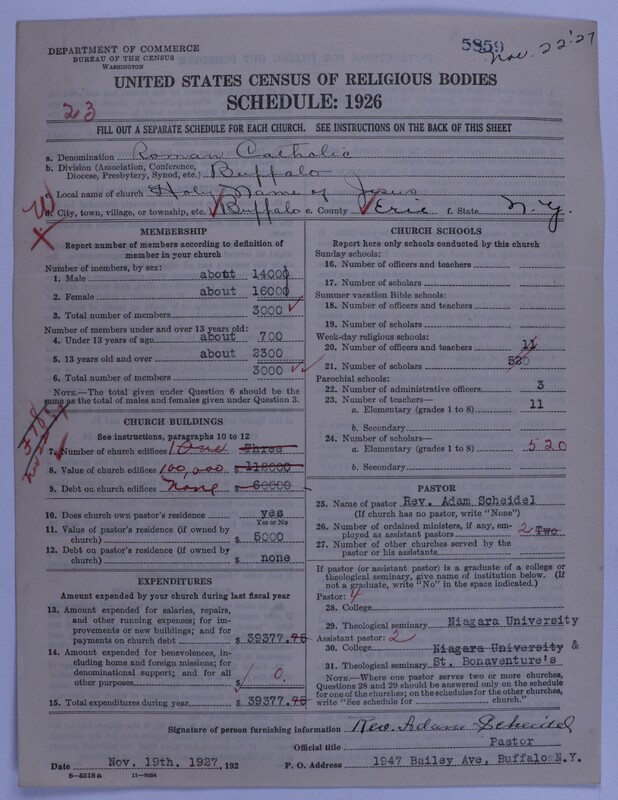 DEPARTMENT OF COMMERCE
BUREAU OF THE CENSUS
WASHINGTON
5859
Nov. 22 '27
UNITED STATES CENSUS OF RELIGIOUS BODIES
SCHEDULE: 1926
23
FILL OUT A SEPARATE SCHEDULE FOR EACH CHURCH. SEE INSTRUCTIONS ON THE BACK OF THIS SHEET
a. Denomination Roman Catholic
b. Division (Association, Conference, Diocese, Presbytery, Synod, etc.) Buffalo
c. Local name of church Holy Name of Jesus
d. City, town, village, or township, etc. Buffalo e. County Erie f. State N.Y.
MEMBERSHIP
Report number of members according to definition of
member in your church
Number of members, by sex:
1. Male about 1400
2. Female about 1600
3. Total number of members 3000
Number of members under and over 13 years old:
4. Under 13 years of age about 700
5. 13 years old and over about 2300
6. Total number of members 3000
NOTE.—The total given under Question 6 should be the
same as the total of males and females given under Question 3.
CHURCH BUILDINGS
See instructions, paragraphs 10 to 12
7. Number of church edifices 1 One Three
8. Value of church edifices 100,000 $ 118000
9. Debt on church edifices none $ 60000
10. Does church own pastor's residence yes
Yes or No
11. Value of pastor's residence (if owned by
church) $ 5000
12. Debt on pastor's residence (if owned by
church) $ none
EXPENDITURES
Amount expended by your church during last fiscal year
13. Amount expended for salaries, repairs,
and other running expenses; for im-
provements or new buildings; and for
payments on church debt $ 39377.75
14. Amount expended for benevolences, in-
cluding home and foreign missions; for
denominational support; and for all
other purposes $ 0.
15. Total expenditures during year $ 39377.75
CHURCH SCHOOLS
Report here only schools conducted by this church
Sunday schools:
16. Number of officers and teachers
17. Number of scholars
Summer vacation Bible schools:
18. Number of officers and teachers
19. Number of scholars
Week-day religious schools:
20. Number of officers and teachers 11
21. Number of scholars 520
Parochial schools:
22. Number of administrative officers 3
23. Number of teachers—
a. Elementary (grades 1 to 8) 11
b. Secondary
24. Number of scholars—
a. Elementary (grades 1 to 8) 520
b. Secondary
PASTOR
25. Name of pastor Rev. Adam Scheidel
(If church has no pastor, write "None")
26. Number of ordained ministers, if any, em-
ployed as assistant pastors 2 Two
27. Number of other churches served by the
pastor or his assistants
If pastor (or assistant pastor) is a graduate of a college or
theological seminary, give name of institution below. (If
not a graduate, write "No" in the space indicated.)
Pastor: 4
28. College
29. Theological seminary Niagara University
Assistant pastor: 2
30. College Niagara University &
31. Theological seminary St. Bonaventure's
NOTE.—Where one pastor serves two or more churches,
Questions 28 and 29 should be answered only on the schedule
for one of the churches; on the schedules for the other churches,
write "See schedule for church."
Signature of person furnishing information Rev. Adam Scheidel
Official title Pastor
Date Nov. 19th. 1927, 192 P. O. Address 1947 Bailey Ave, Buffalo N.Y.
8—5518a 11—9304